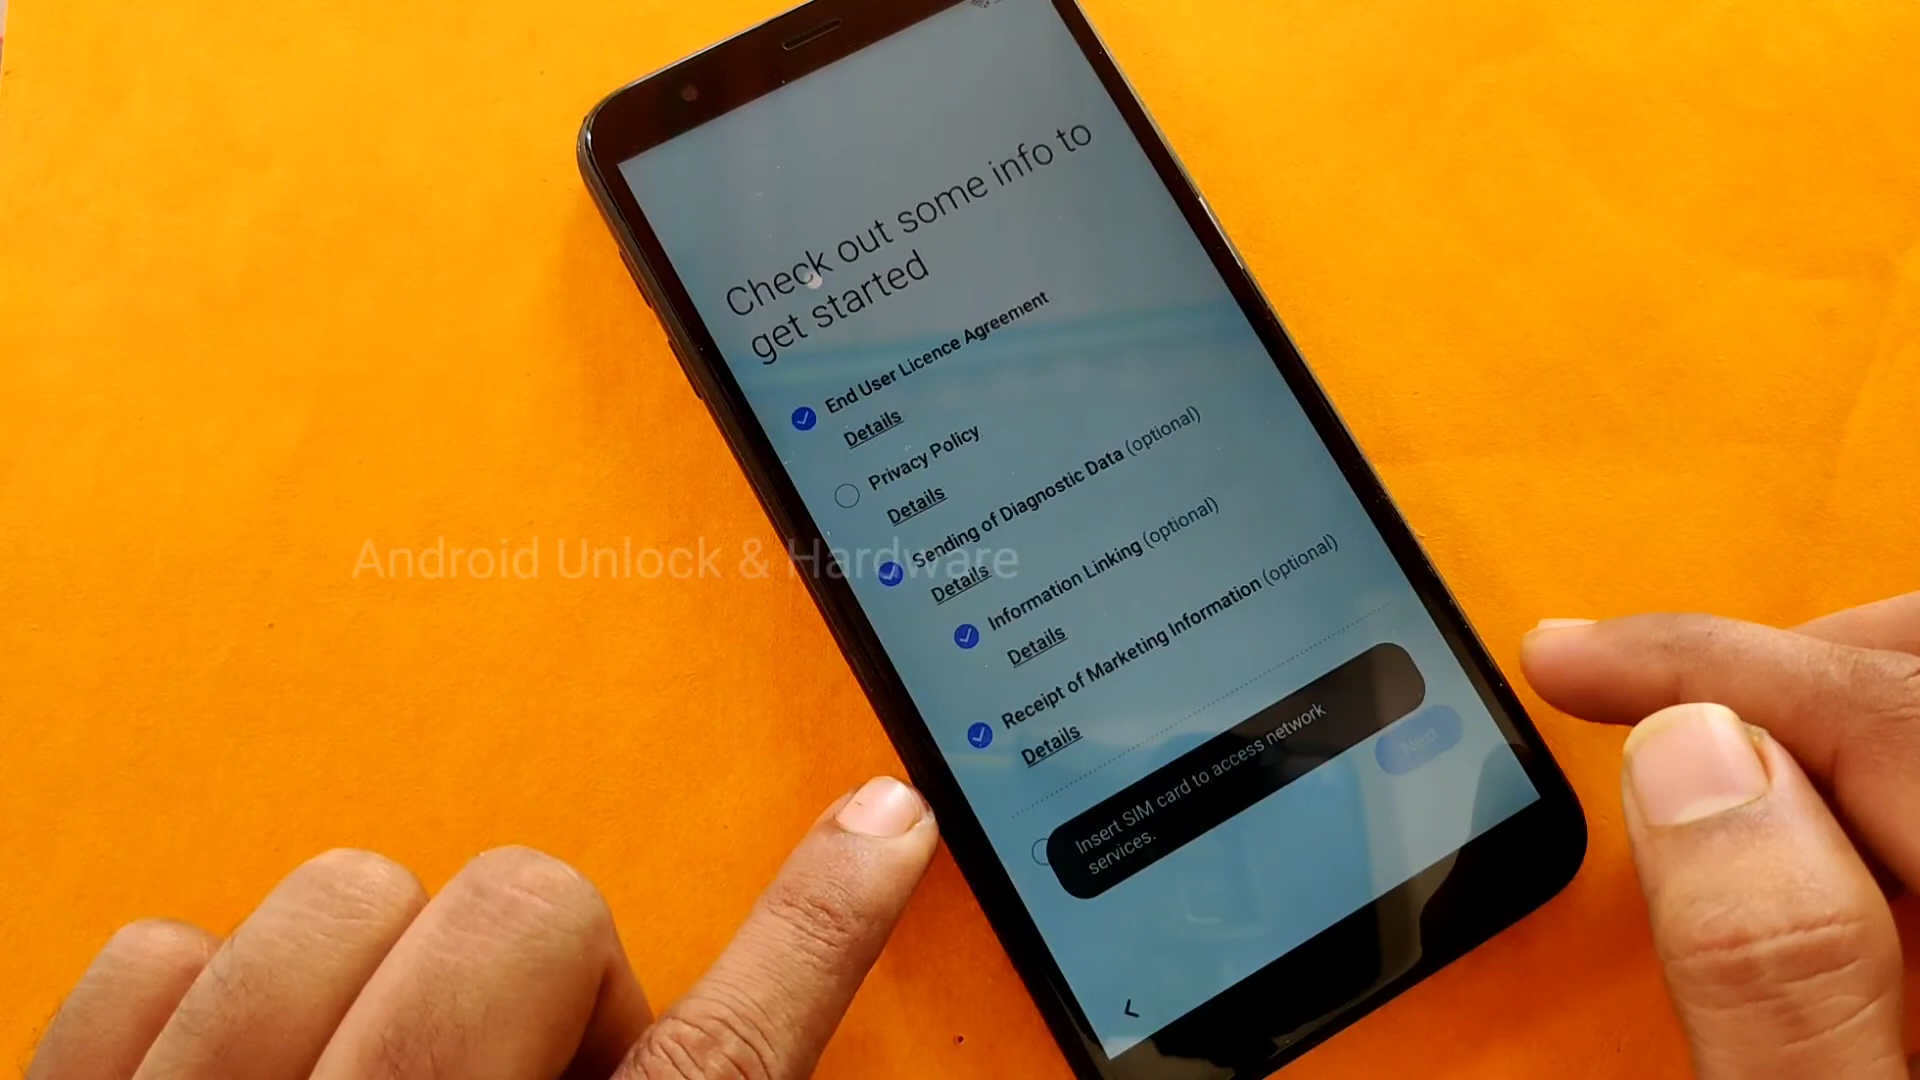 Check out some info to
get started
End User Licence Agreement
Details
Privacy Policy
Details
Sending of Diagnostic Data (optional)
Details
Information Linking (optional)
Details
Receipt of Marketing Information (optional)
Details
Insert SIM card to access network
services.
Next
Android Unlock & Hardware